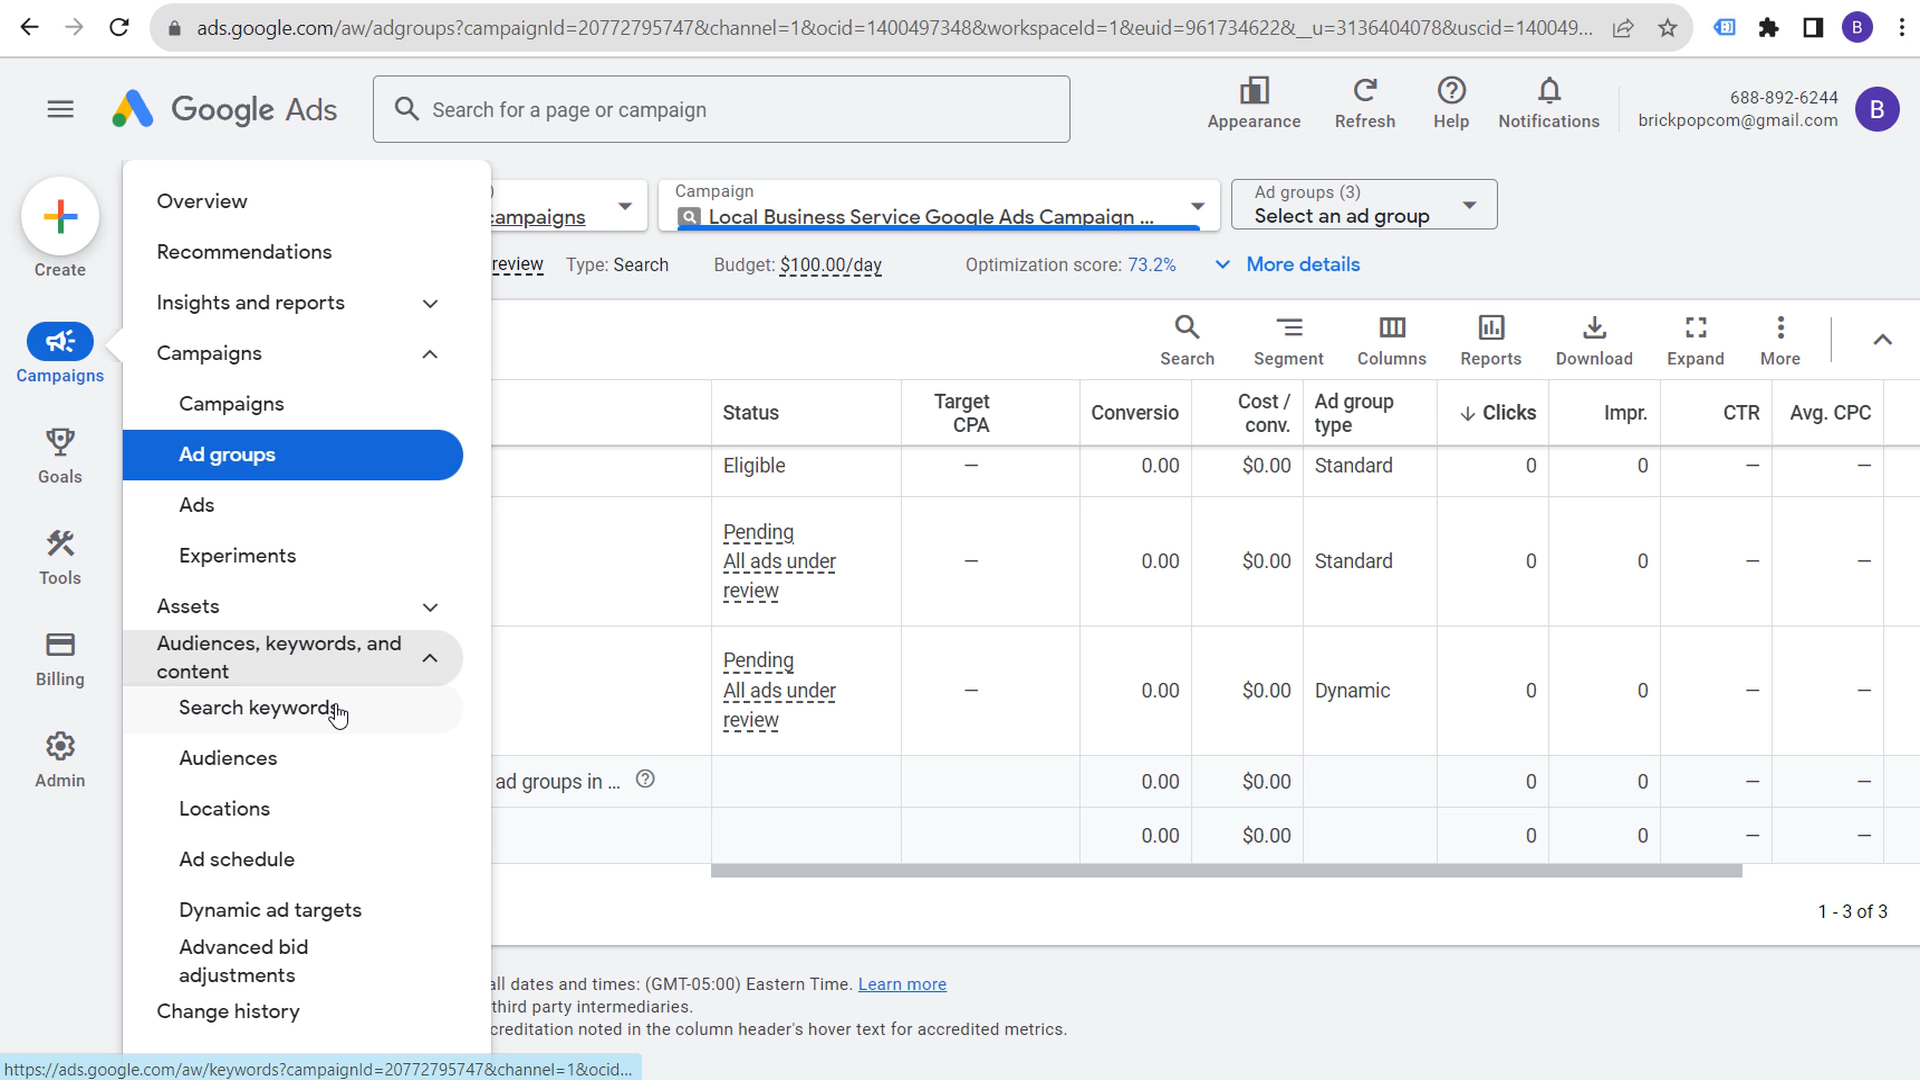 ads.google.com/aw/adgroups?campaignId=20772795747&channel=1&ocid=1400497348&workspaceId=1&euid=961734622&__u=3136404078&uscid=140049...
B
Google Ads
Search for a page or campaign
Appearance
Refresh
Help
Notifications
688-892-6244
brickpopcom@gmail.com
B
Create
Campaigns
Goals
Tools
Billing
Admin
Overview
Recommendations
Insights and reports
Campaigns
Campaigns
Ad groups
Ads
Experiments
Assets
Audiences, keywords, and
content
Search keywords
Audiences
Locations
Ad schedule
Dynamic ad targets
Advanced bid
adjustments
Change history
)
campaigns
Campaign
Local Business Service Google Ads Campaign ...
Ad groups (3)
Select an ad group
review
Type: Search
Budget: $100.00/day
Optimization score: 73.2%
More details
Search
Segment
Columns
Reports
Download
Expand
More
Status
Target
CPA
Conversio
Cost /
conv.
Ad group
type
Clicks
Impr.
CTR
Avg. CPC
Eligible
—
0.00
$0.00
Standard
0
0
—
—
Pending
All ads under
review
—
0.00
$0.00
Standard
0
0
—
—
Pending
All ads under
review
—
0.00
$0.00
Dynamic
0
0
—
—
ad groups in ...
0.00
$0.00
0
0
—
—
0.00
$0.00
0
0
—
—
1 - 3 of 3
all dates and times: (GMT-05:00) Eastern Time. Learn more
third party intermediaries.
creditation noted in the column header's hover text for accredited metrics.
https://ads.google.com/aw/keywords?campaignId=20772795747&channel=1&ocid...